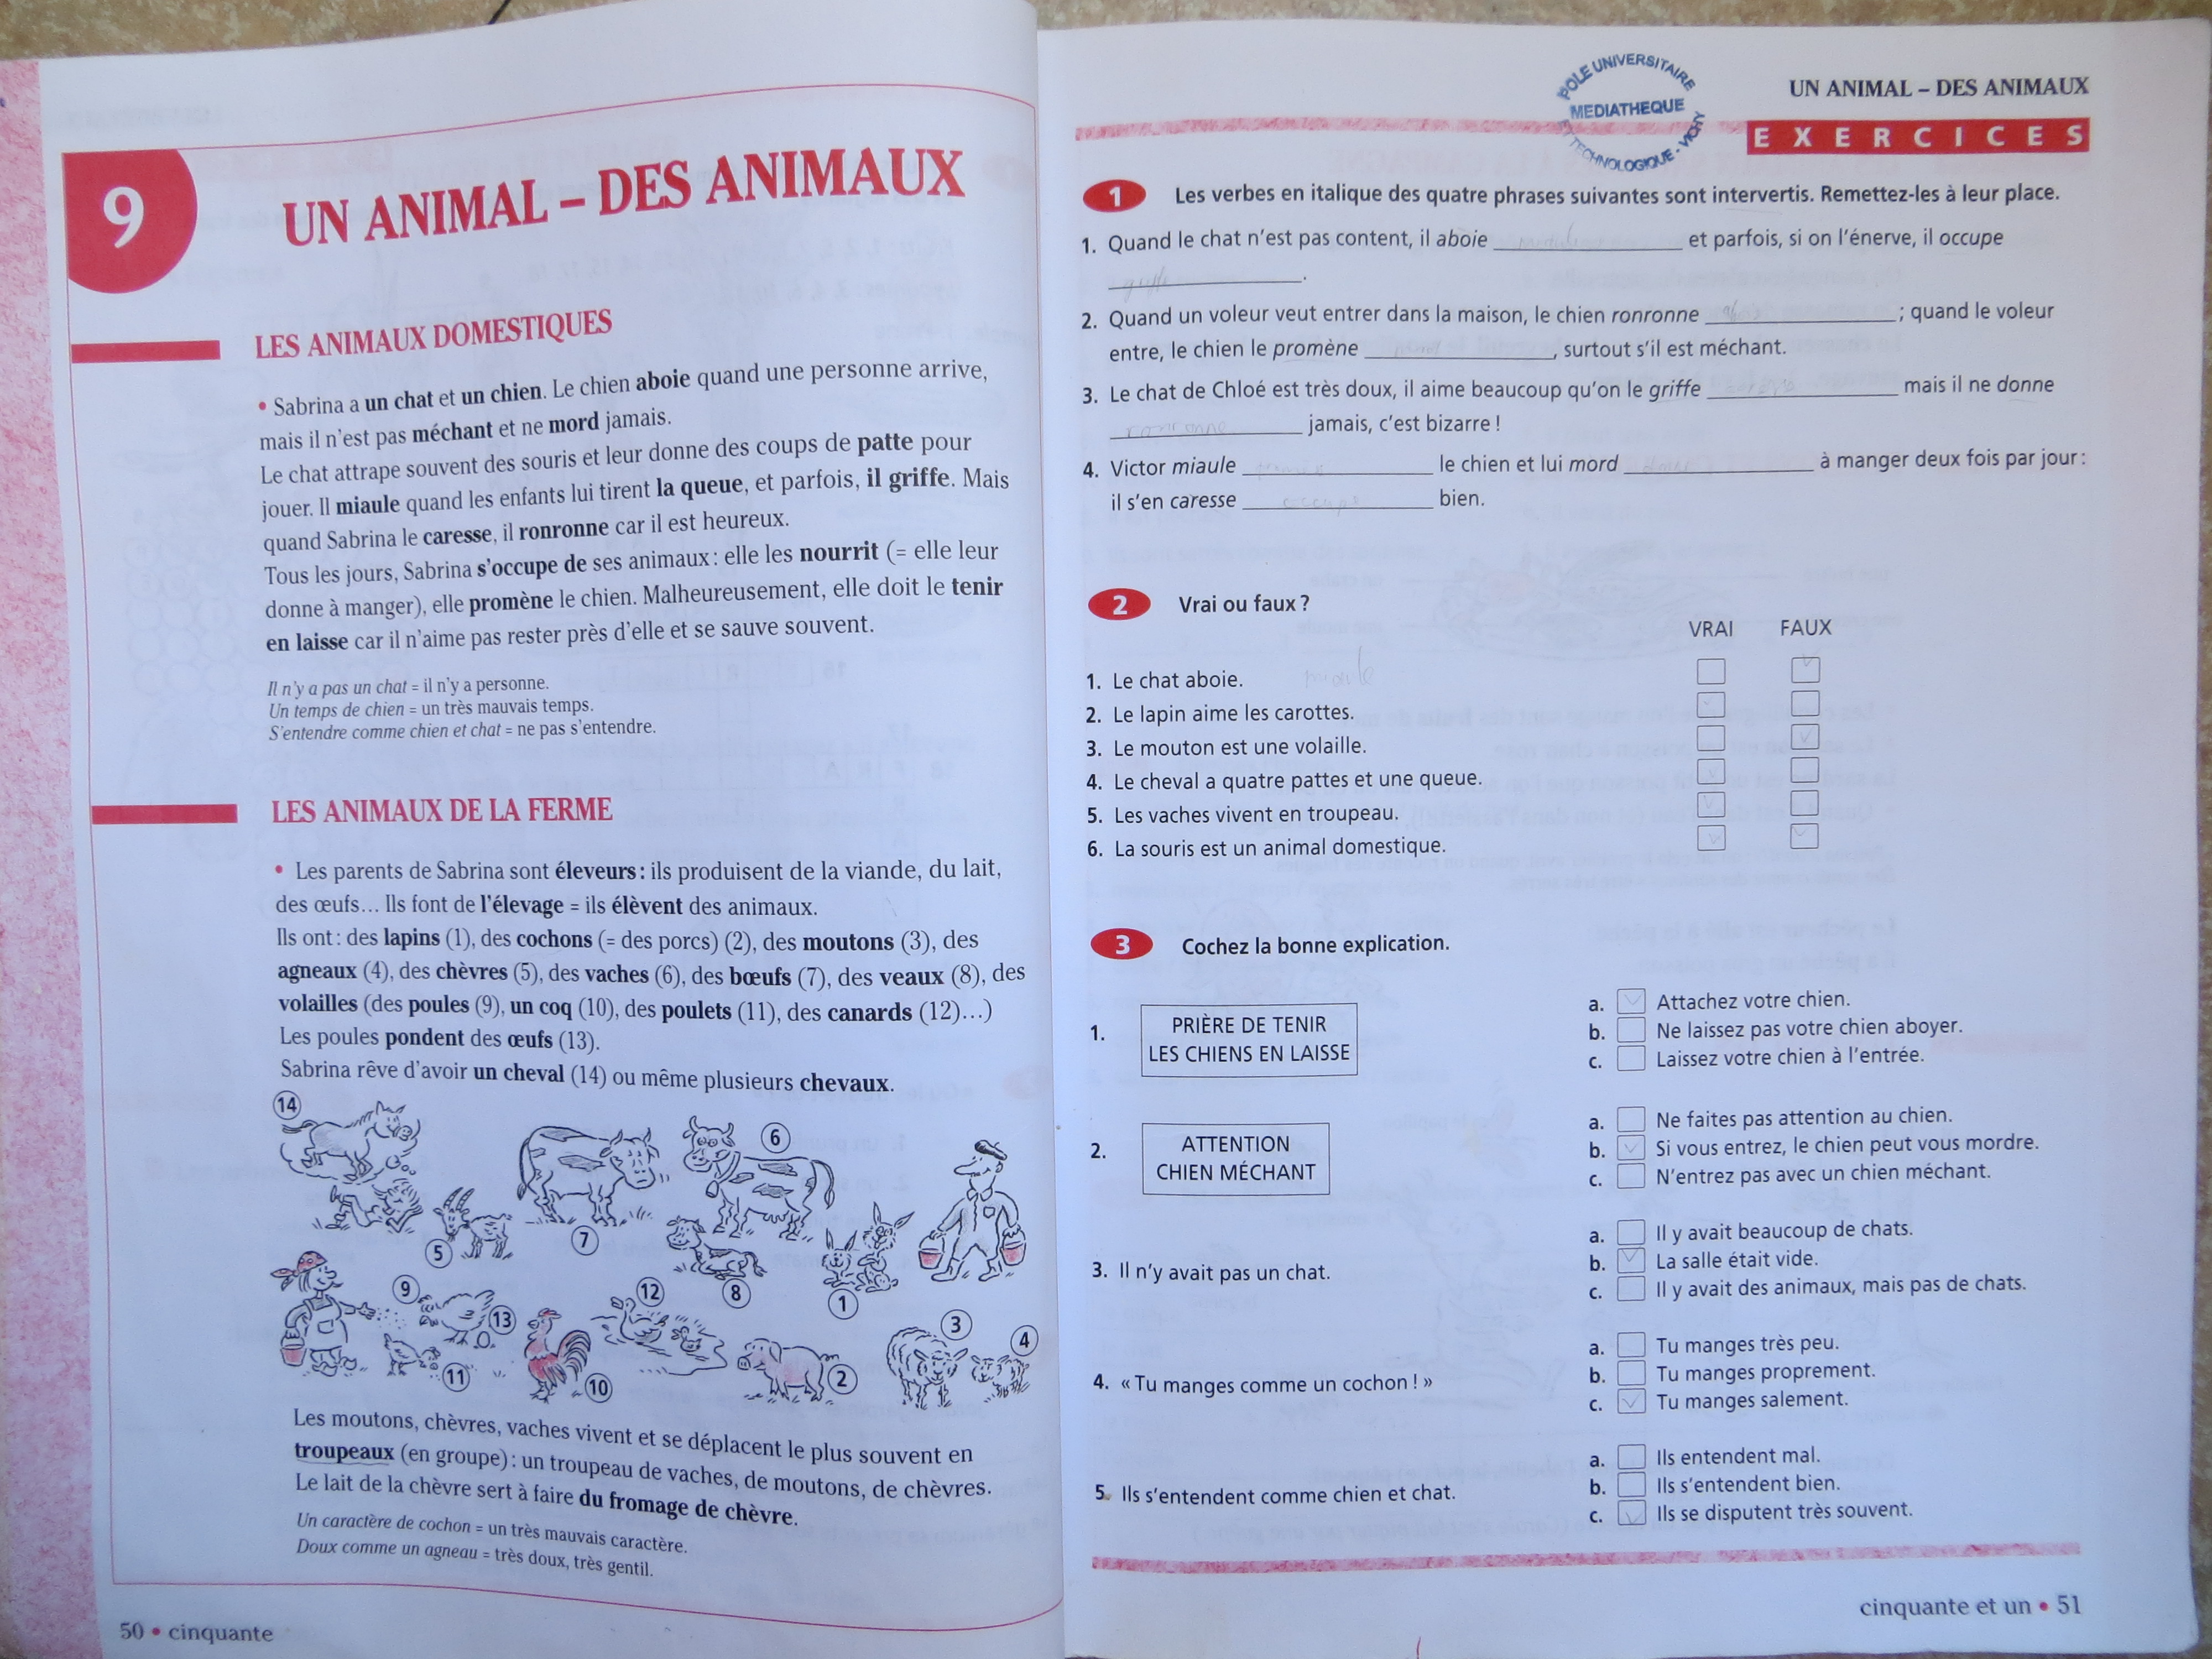 9
UN ANIMAL – DES ANIMAUX
LES ANIMAUX DOMESTIQUES
• Sabrina a un chat et un chien. Le chien aboie quand une personne arrive,
mais il n'est pas méchant et ne mord jamais.
Le chat attrape souvent des souris et leur donne des coups de patte pour
jouer. Il miaule quand les enfants lui tirent la queue, et parfois, il griffe. Mais
quand Sabrina le caresse, il ronronne car il est heureux.
Tous les jours, Sabrina s'occupe de ses animaux : elle les nourrit (= elle leur
donne à manger), elle promène le chien. Malheureusement, elle doit le tenir
en laisse car il n'aime pas rester près d'elle et se sauve souvent.
Il n'y a pas un chat = il n'y a personne.
Un temps de chien = un très mauvais temps.
S'entendre comme chien et chat = ne pas s'entendre.
LES ANIMAUX DE LA FERME
• Les parents de Sabrina sont éleveurs : ils produisent de la viande, du lait,
des œufs… Ils font de l'élevage = ils élèvent des animaux.
Ils ont : des lapins (1), des cochons (= des porcs) (2), des moutons (3), des
agneaux (4), des chèvres (5), des vaches (6), des bœufs (7), des veaux (8), des
volailles (des poules (9), un coq (10), des poulets (11), des canards (12)…)
Les poules pondent des œufs (13).
Sabrina rêve d'avoir un cheval (14) ou même plusieurs chevaux.
14
6
5
7
9
13
12
8
1
3
4
11
10
2
Les moutons, chèvres, vaches vivent et se déplacent le plus souvent en
troupeaux (en groupe) : un troupeau de vaches, de moutons, de chèvres.
Le lait de la chèvre sert à faire du fromage de chèvre.
Un caractère de cochon = un très mauvais caractère.
Doux comme un agneau = très doux, très gentil.
50 • cinquante
POLE UNIVERSITAIRE
MEDIATHEQUE
ET TECHNOLOGIQUE - VICHY
UN ANIMAL – DES ANIMAUX
EXERCICES
1 Les verbes en italique des quatre phrases suivantes sont intervertis. Remettez-les à leur place.
1. Quand le chat n'est pas content, il aboie miaule et parfois, si on l'énerve, il occupe
griffe .
2. Quand un voleur veut entrer dans la maison, le chien ronronne ; quand le voleur
entre, le chien le promène mord , surtout s'il est méchant.
3. Le chat de Chloé est très doux, il aime beaucoup qu'on le griffe mais il ne donne
ronronne jamais, c'est bizarre !
4. Victor miaule le chien et lui mord à manger deux fois par jour :
il s'en caresse occupe bien.
2 Vrai ou faux ?
VRAI FAUX
1. Le chat aboie. miaule
2. Le lapin aime les carottes.
3. Le mouton est une volaille.
4. Le cheval a quatre pattes et une queue.
5. Les vaches vivent en troupeau.
6. La souris est un animal domestique.
3 Cochez la bonne explication.
1. PRIÈRE DE TENIR
LES CHIENS EN LAISSE
a. Attachez votre chien.
b. Ne laissez pas votre chien aboyer.
c. Laissez votre chien à l'entrée.
2. ATTENTION
CHIEN MÉCHANT
a. Ne faites pas attention au chien.
b. Si vous entrez, le chien peut vous mordre.
c. N'entrez pas avec un chien méchant.
3. Il n'y avait pas un chat.
a. Il y avait beaucoup de chats.
b. La salle était vide.
c. Il y avait des animaux, mais pas de chats.
4. « Tu manges comme un cochon ! »
a. Tu manges très peu.
b. Tu manges proprement.
c. Tu manges salement.
5. Ils s'entendent comme chien et chat.
a. Ils entendent mal.
b. Ils s'entendent bien.
c. Ils se disputent très souvent.
cinquante et un • 51